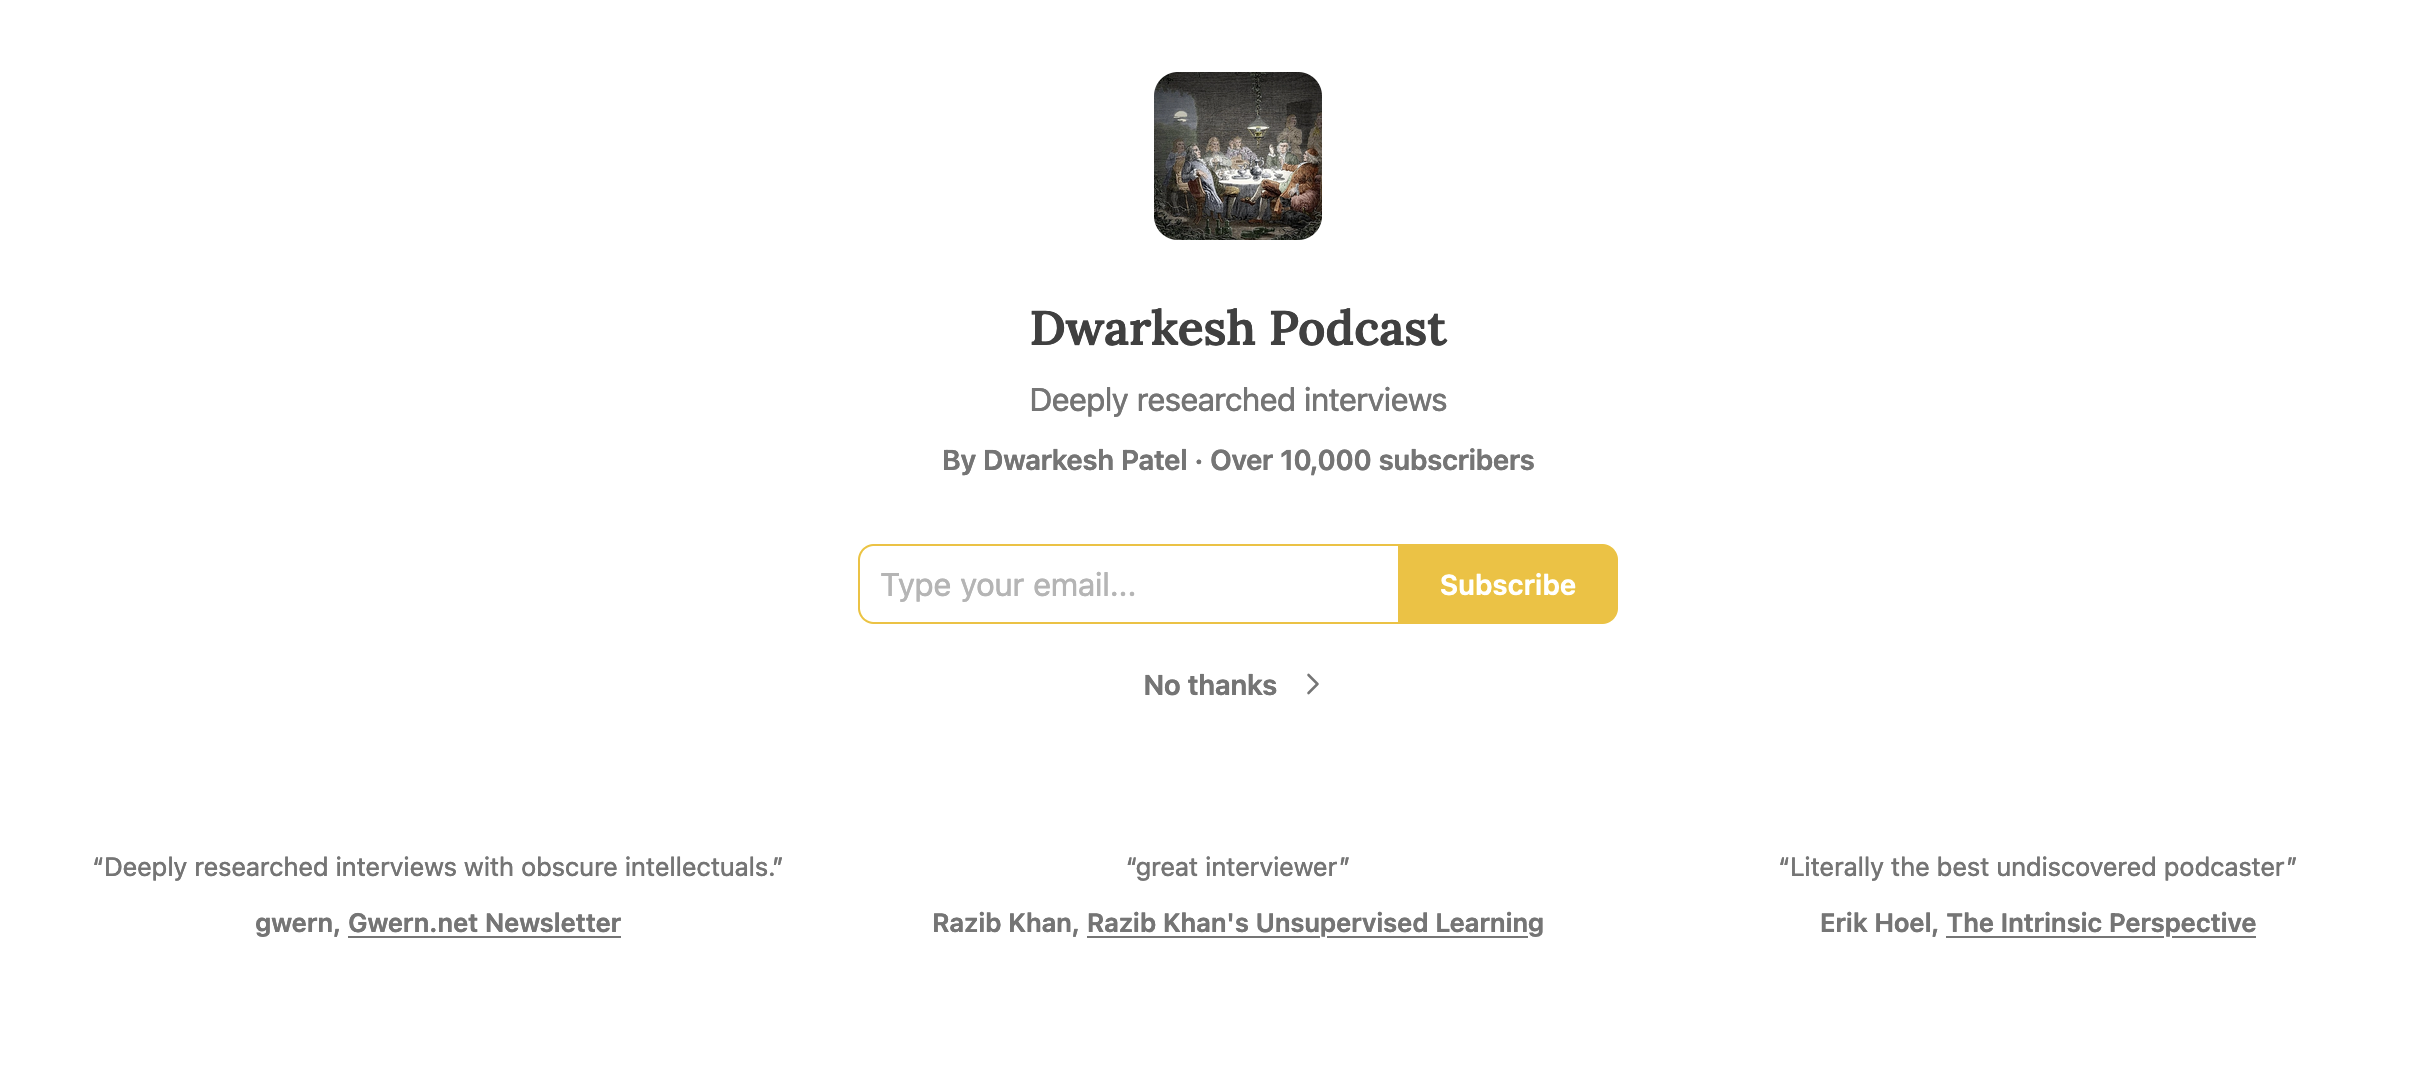 Dwarkesh Podcast
Deeply researched interviews
By Dwarkesh Patel · Over 10,000 subscribers
Type your email...
Subscribe
No thanks
“Deeply researched interviews with obscure intellectuals.”
gwern, Gwern.net Newsletter
“great interviewer”
Razib Khan, Razib Khan's Unsupervised Learning
“Literally the best undiscovered podcaster”
Erik Hoel, The Intrinsic Perspective